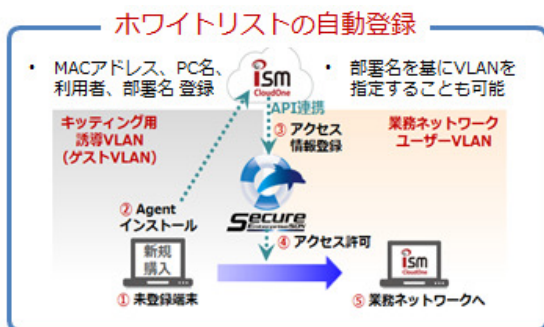 ホワイトリストの自動登録
• MACアドレス、PC名、
利用者、部署名 登録
ism
CloudOne
• 部署名を基にVLANを
指定することも可能
API連携
キッティング用
誘導VLAN
(ゲストVLAN)
③ アクセス
情報登録
業務ネットワーク
ユーザーVLAN
② Agent
インストール
Secure
EnterpriseSDN
④ アクセス許可
新規
購入
ism
CloudOne
① 未登録端末
⑤ 業務ネットワークへ